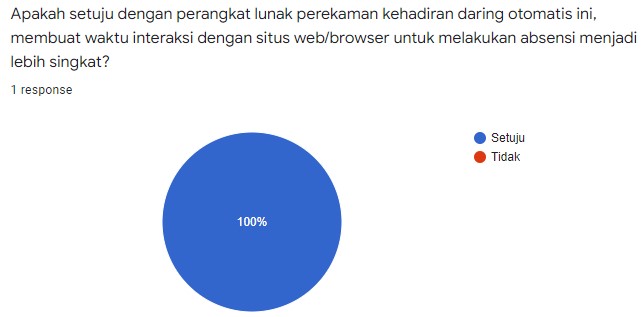 Apakah setuju dengan perangkat lunak perekaman kehadiran daring otomatis ini,
membuat waktu interaksi dengan situs web/browser untuk melakukan absensi menjadi
lebih singkat?
1 response
Setuju
Tidak
100%